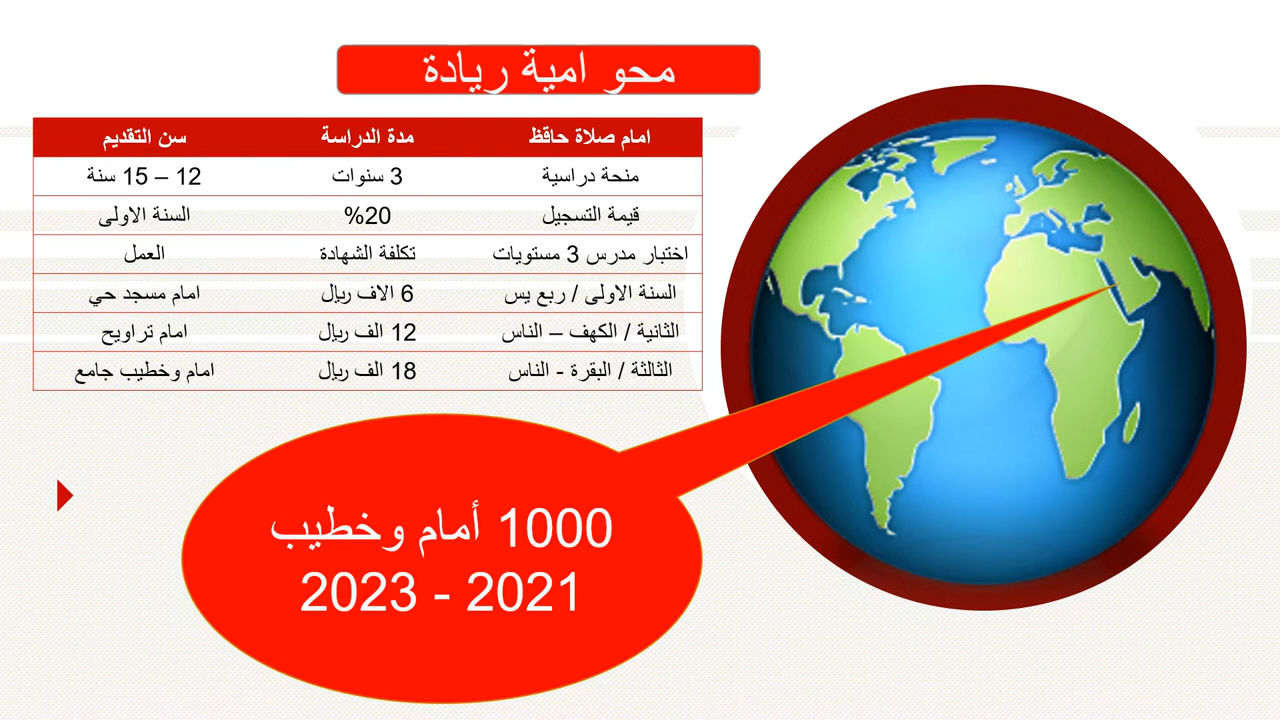 محو امية ريادة
امام صلاة حافظ مدة الدراسة سن التقديم
منحة دراسية 3 سنوات 12 – 15 سنة
قيمة التسجيل 20% السنة الاولى
اختبار مدرس 3 مستويات تكلفة الشهادة العمل
السنة الاولى / ربع يس 6 الاف ريال امام مسجد حي
الثانية / الكهف – الناس 12 الف ريال امام تراويح
الثالثة / البقرة - الناس 18 الف ريال امام وخطيب جامع
1000 أمام وخطيب
2021 - 2023